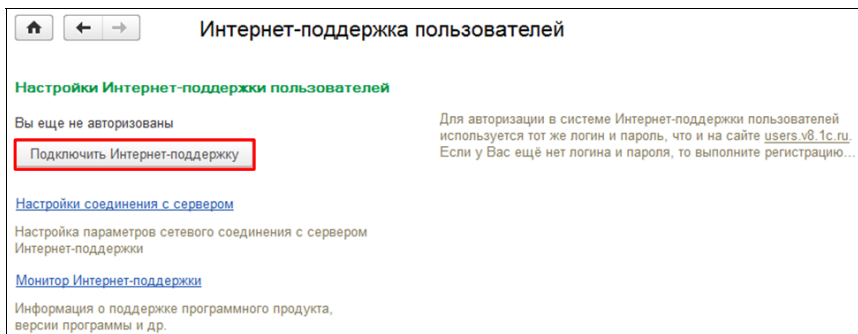 Интернет-поддержка пользователей
Настройки Интернет-поддержки пользователей
Вы еще не авторизованы
Подключить Интернет-поддержку
Для авторизации в системе Интернет-поддержки пользователей
используется тот же логин и пароль, что и на сайте users.v8.1c.ru.
Если у Вас ещё нет логина и пароля, то выполните регистрацию...
Настройки соединения с сервером
Настройка параметров сетевого соединения с сервером
Интернет-поддержки
Монитор Интернет-поддержки
Информация о поддержке программного продукта,
версии программы и др.